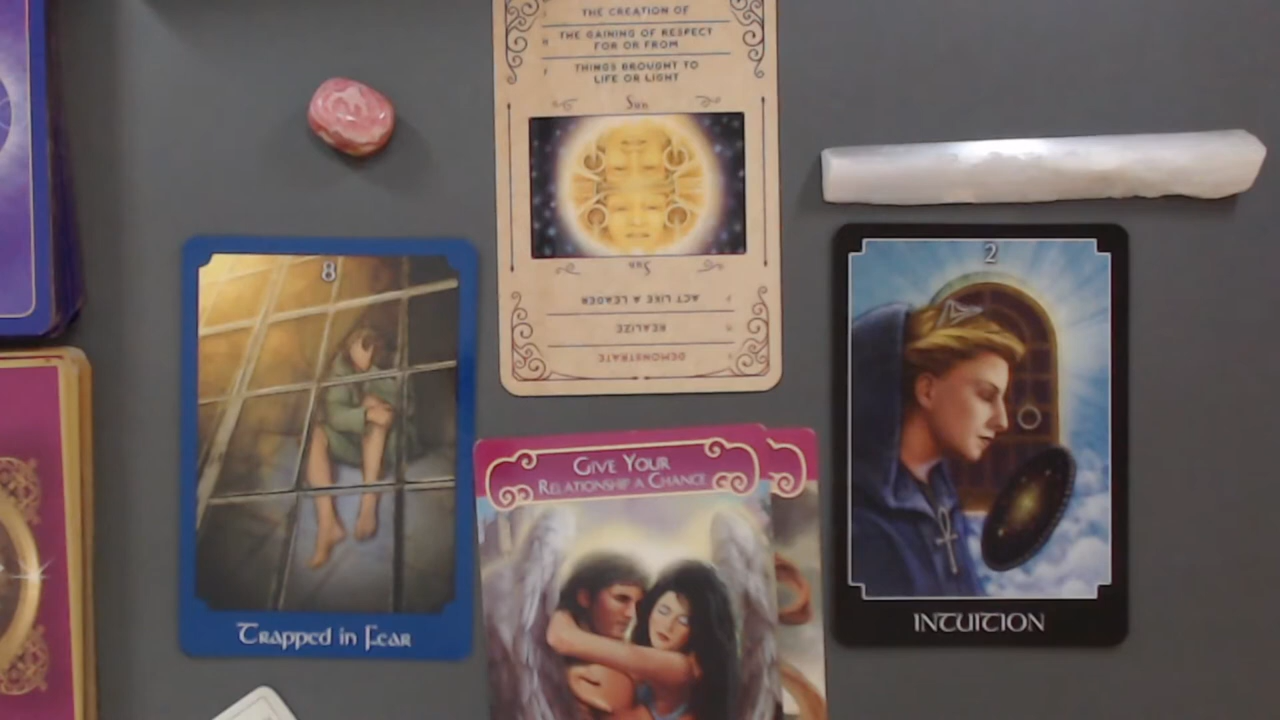 THE CREATION OF
THE GAINING OF RESPECT
FOR OR FROM
THINGS BROUGHT TO
LIFE OR LIGHT
Sun
Sun
ACT LIKE A LEADER
REALIZE
DEMONSTRATE
8
Trapped in Fear
GIVE YOUR
RELATIONSHIP A CHANCE
2
INTUITION